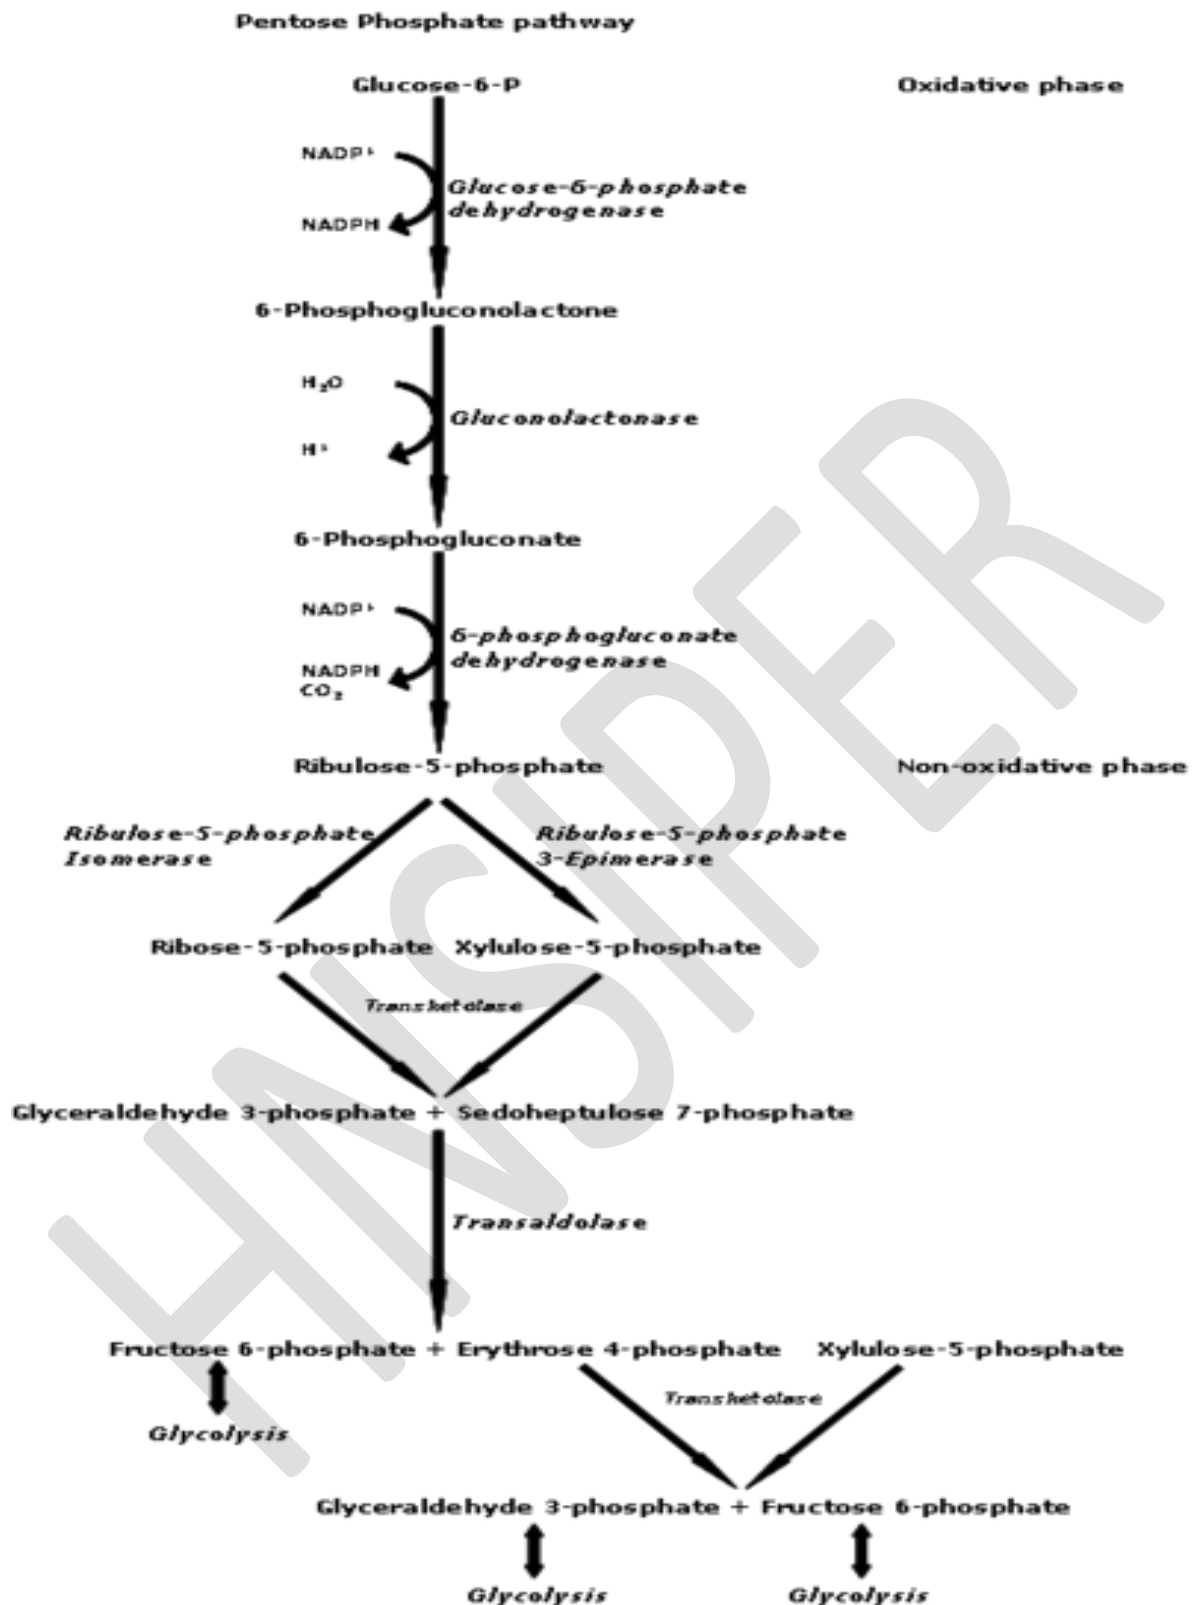 Pentose Phosphate pathway
Glucose-6-P
Oxidative phase
NADP⁺
Glucose-6-phosphate
dehydrogenase
NADPH
6-Phosphogluconolactone
H₂O
Gluconolactonase
H⁺
6-Phosphogluconate
NADP⁺
6-phosphogluconate
dehydrogenase
NADPH
CO₂
Ribulose-5-phosphate
Non-oxidative phase
Ribulose-5-phosphate
Isomerase
Ribulose-5-phosphate
3-Epimerase
Ribose-5-phosphate
Xylulose-5-phosphate
Transketolase
Glyceraldehyde 3-phosphate + Sedoheptulose 7-phosphate
Transaldolase
Fructose 6-phosphate + Erythrose 4-phosphate
Xylulose-5-phosphate
Transketolase
Glycolysis
Glyceraldehyde 3-phosphate + Fructose 6-phosphate
Glycolysis
Glycolysis
HNSIPER